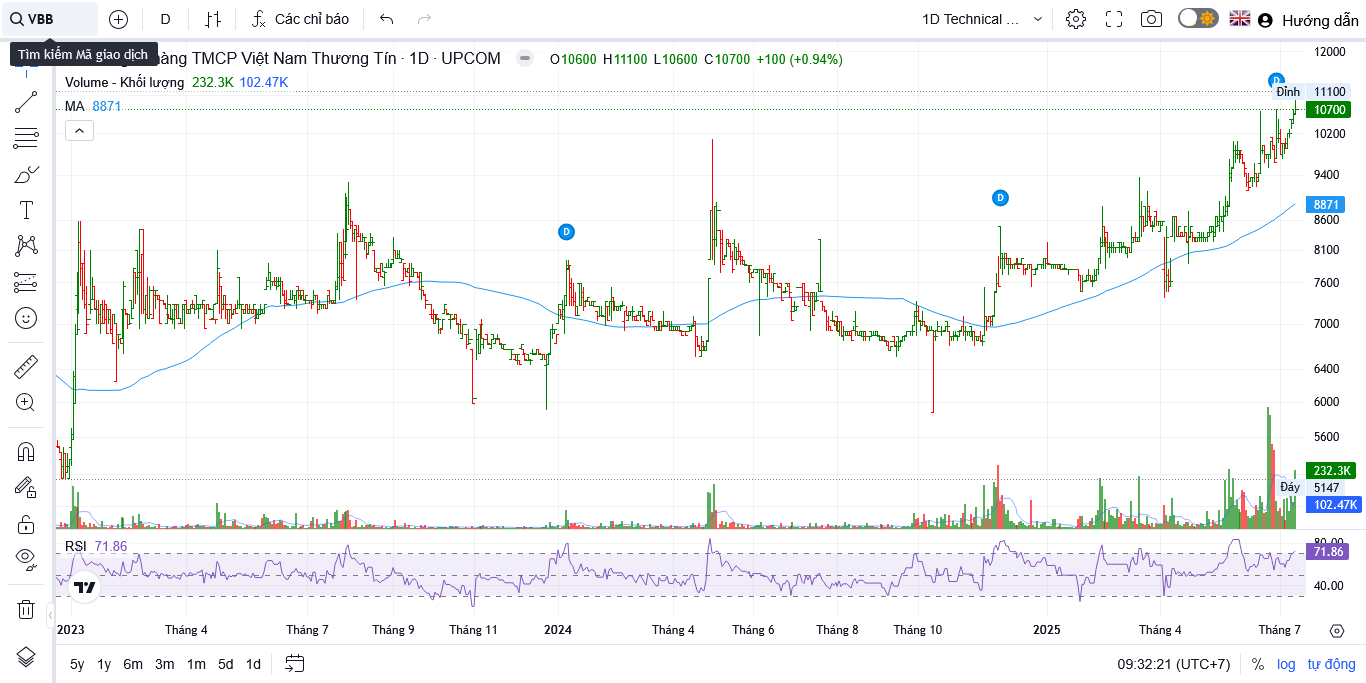 VBB
D
Các chỉ báo
1D Technical ...
Hướng dẫn
Tìm kiếm Mã giao dịch
hàng TMCP Việt Nam Thương Tín · 1D · UPCOM
O10600 H11100 L10600 C10700 +100 (+0.94%)
Volume - Khối lượng 232.3K 102.47K
MA 8871
12000
D
Đỉnh 11100
10700
10200
9400
8871
8600
8100
7600
7000
6400
6000
5600
D
D
232.3K
Đáy 5147
102.47K
RSI 71.86
80.00
71.86
40.00
2023 Tháng 4 Tháng 7 Tháng 9 Tháng 11 2024 Tháng 4 Tháng 6 Tháng 8 Tháng 10 2025 Tháng 4 Tháng 7
5y 1y 6m 3m 1m 5d 1d
09:32:21 (UTC+7) % log tự động